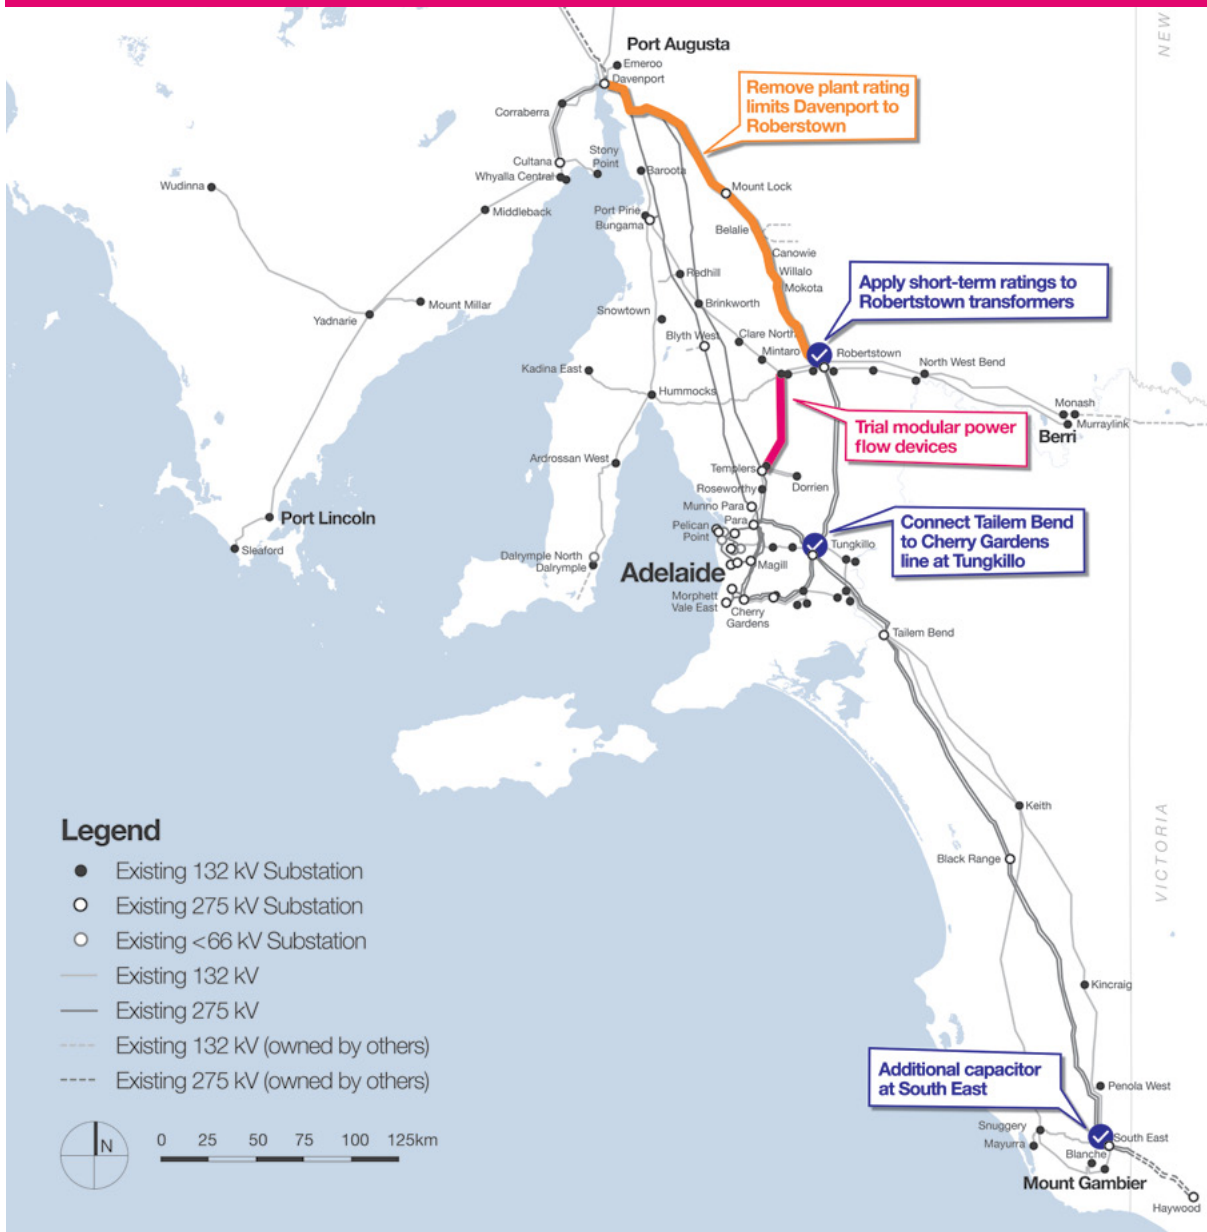 NEW
Port Augusta
Emeroo
Davenport
Remove plant rating
limits Davenport to
Roberstown
Corraberra
Cultana
Stony
Point
Whyalla Central
Baroota
Wudinna
Mount Lock
Middleback
Port Pirie
Bungama
Belalie
Canowie
Redhill
Willalo
Mokota
Apply short-term ratings to
Robertstown transformers
Mount Millar
Brinkworth
Yadnarie
Snowtown
Clare North
Blyth West
Mintaro
Robertstown
North West Bend
Kadina East
Hummocks
Monash
Murraylink
Berri
Trial modular power
flow devices
Ardrossan West
Templers
Dorrien
Roseworthy
Munno Para
Port Lincoln
Para
Pelican
Point
Connect Tailem Bend
to Cherry Gardens
line at Tungkillo
Sleaford
Tungkillo
Dalrymple North
Dalrymple
Adelaide
Magill
Morphett
Vale East
Cherry
Gardens
Tailem Bend
Keith
VICTORIA
Black Range
Legend
Existing 132 kV Substation
Existing 275 kV Substation
Existing <66 kV Substation
Existing 132 kV
Existing 275 kV
Existing 132 kV (owned by others)
Existing 275 kV (owned by others)
Kincraig
Additional capacitor
at South East
Penola West
N
0 25 50 75 100 125km
Snuggery
South East
Mayurra
Blanche
Mount Gambier
Haywood